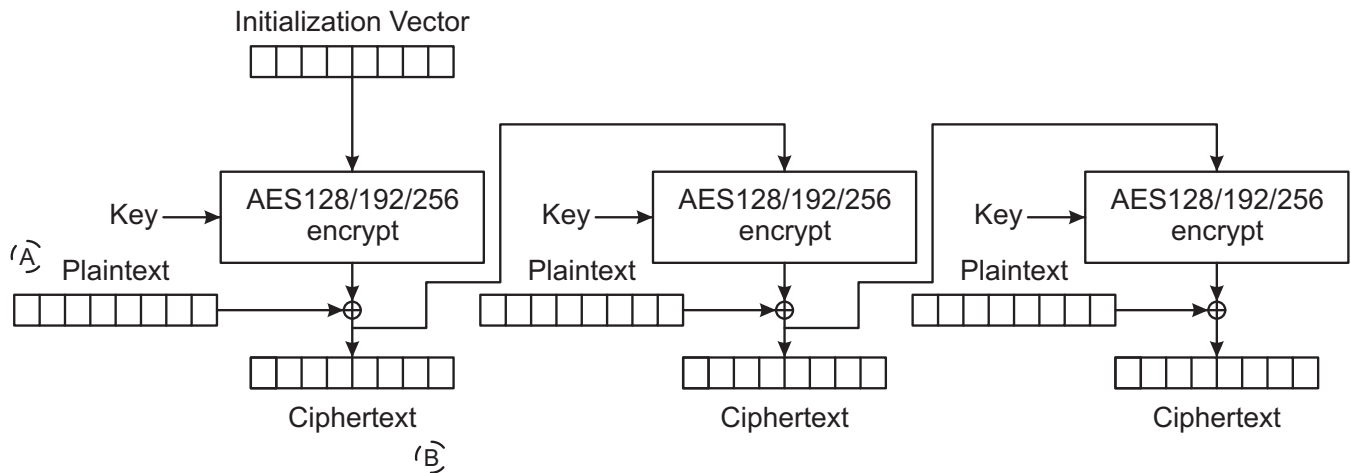 Initialization Vector
Key
AES128/192/256
encrypt
Key
AES128/192/256
encrypt
Key
AES128/192/256
encrypt
A
Plaintext
Plaintext
Plaintext
Ciphertext
Ciphertext
Ciphertext
B